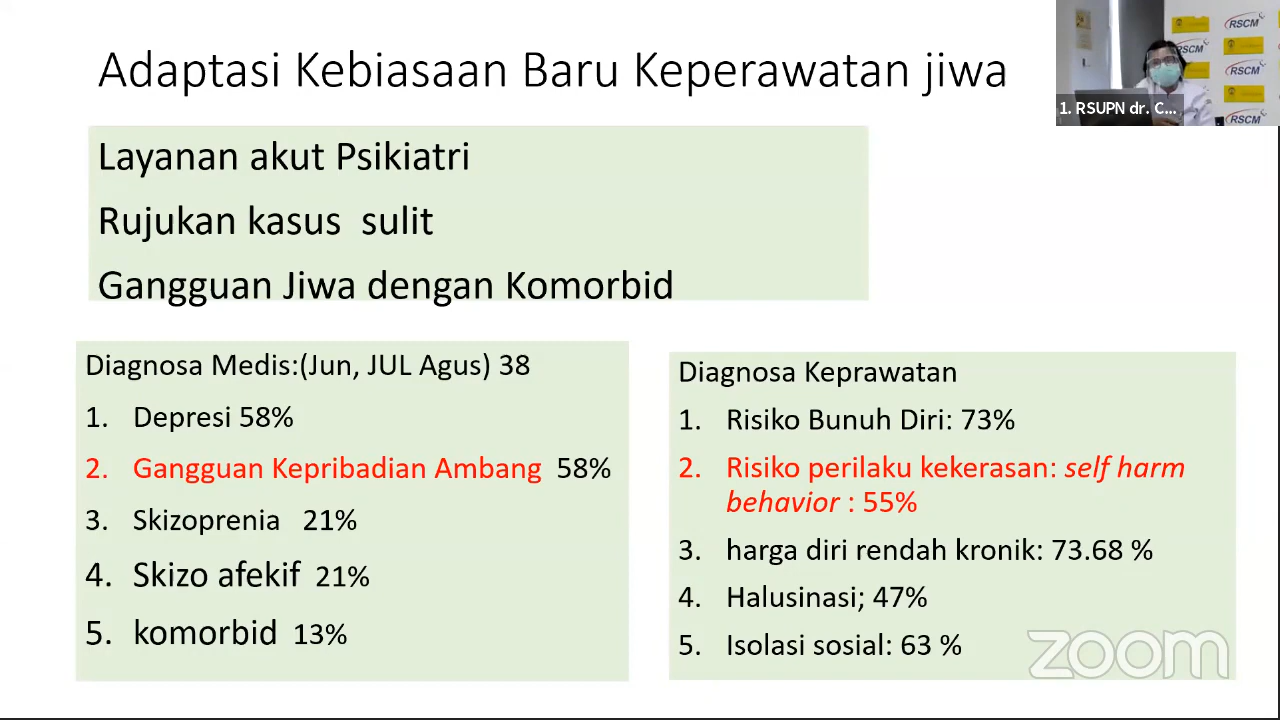 Adaptasi Kebiasaan Baru Keperawatan jiwa
RSCM
RSCM
RSCM
RSCM
1. RSUPN dr. C...
Layanan akut Psikiatri
Rujukan kasus sulit
Gangguan Jiwa dengan Komorbid
Diagnosa Medis:(Jun, JUL Agus) 38
1. Depresi 58%
2. Gangguan Kepribadian Ambang 58%
3. Skizoprenia 21%
4. Skizo afekif 21%
5. komorbid 13%
Diagnosa Keprawatan
1. Risiko Bunuh Diri: 73%
2. Risiko perilaku kekerasan: self harm
behavior : 55%
3. harga diri rendah kronik: 73.68 %
4. Halusinasi; 47%
5. Isolasi sosial: 63 %
zoom